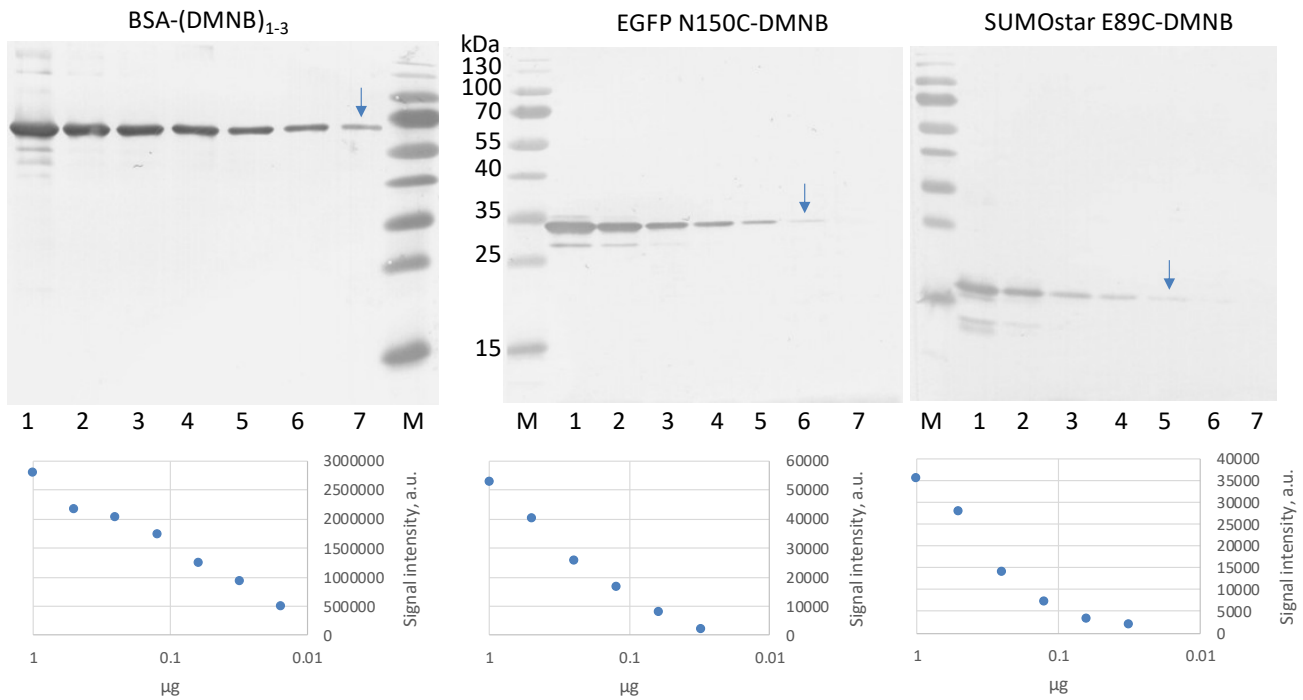 BSA-(DMNB)1-3
EGFP N150C-DMNB
SUMOstar E89C-DMNB
kDa
130
100
70
55
40
35
25
15
1 2 3 4 5 6 7 M
M 1 2 3 4 5 6 7
M 1 2 3 4 5 6 7
3000000
2500000
2000000
1500000
1000000
500000
0
Signal intensity, a.u.
1 0.1 0.01
µg
60000
50000
40000
30000
20000
10000
0
Signal intensity, a.u.
1 0.1 0.01
µg
40000
35000
30000
25000
20000
15000
10000
5000
0
Signal intensity, a.u.
1 0.1 0.01
µg